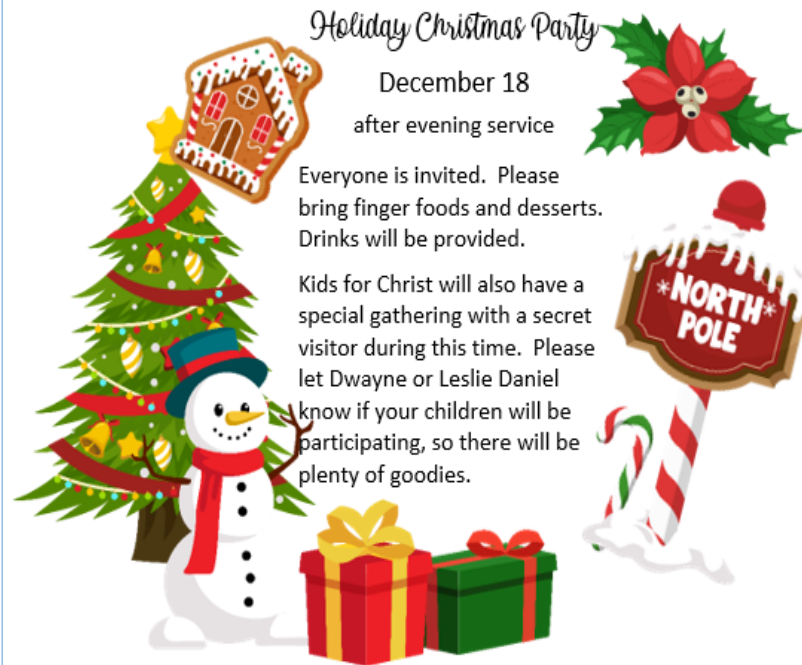 Holiday Christmas Party
December 18
after evening service
Everyone is invited.  Please
bring finger foods and desserts.
Drinks will be provided.
Kids for Christ will also have a
special gathering with a secret
visitor during this time.  Please
let Dwayne or Leslie Daniel
know if your children will be
participating, so there will be
plenty of goodies.
*NORTH*
POLE